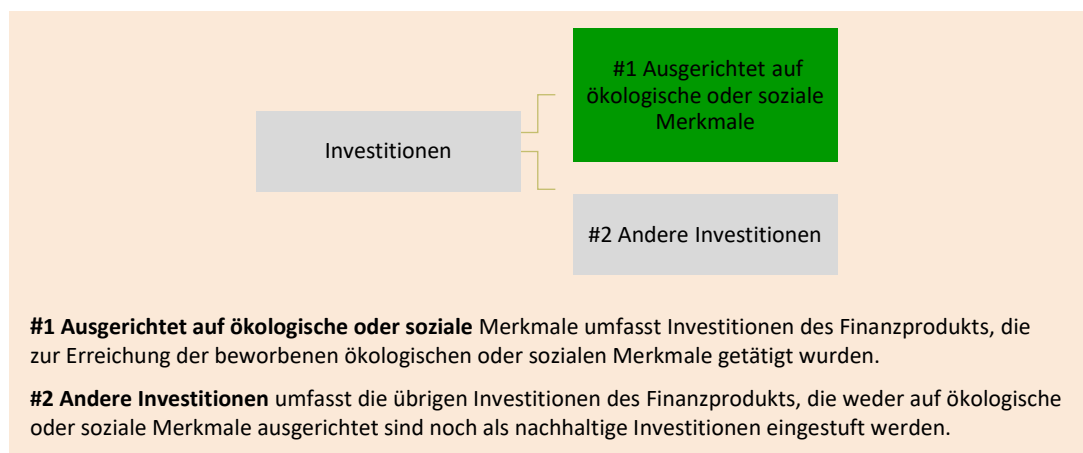 #1 Ausgerichtet auf
ökologische oder soziale
Merkmale
Investitionen
#2 Andere Investitionen
#1 Ausgerichtet auf ökologische oder soziale Merkmale umfasst Investitionen des Finanzprodukts, die
zur Erreichung der beworbenen ökologischen oder sozialen Merkmale getätigt wurden.
#2 Andere Investitionen umfasst die übrigen Investitionen des Finanzprodukts, die weder auf ökologische
oder soziale Merkmale ausgerichtet sind noch als nachhaltige Investitionen eingestuft werden.